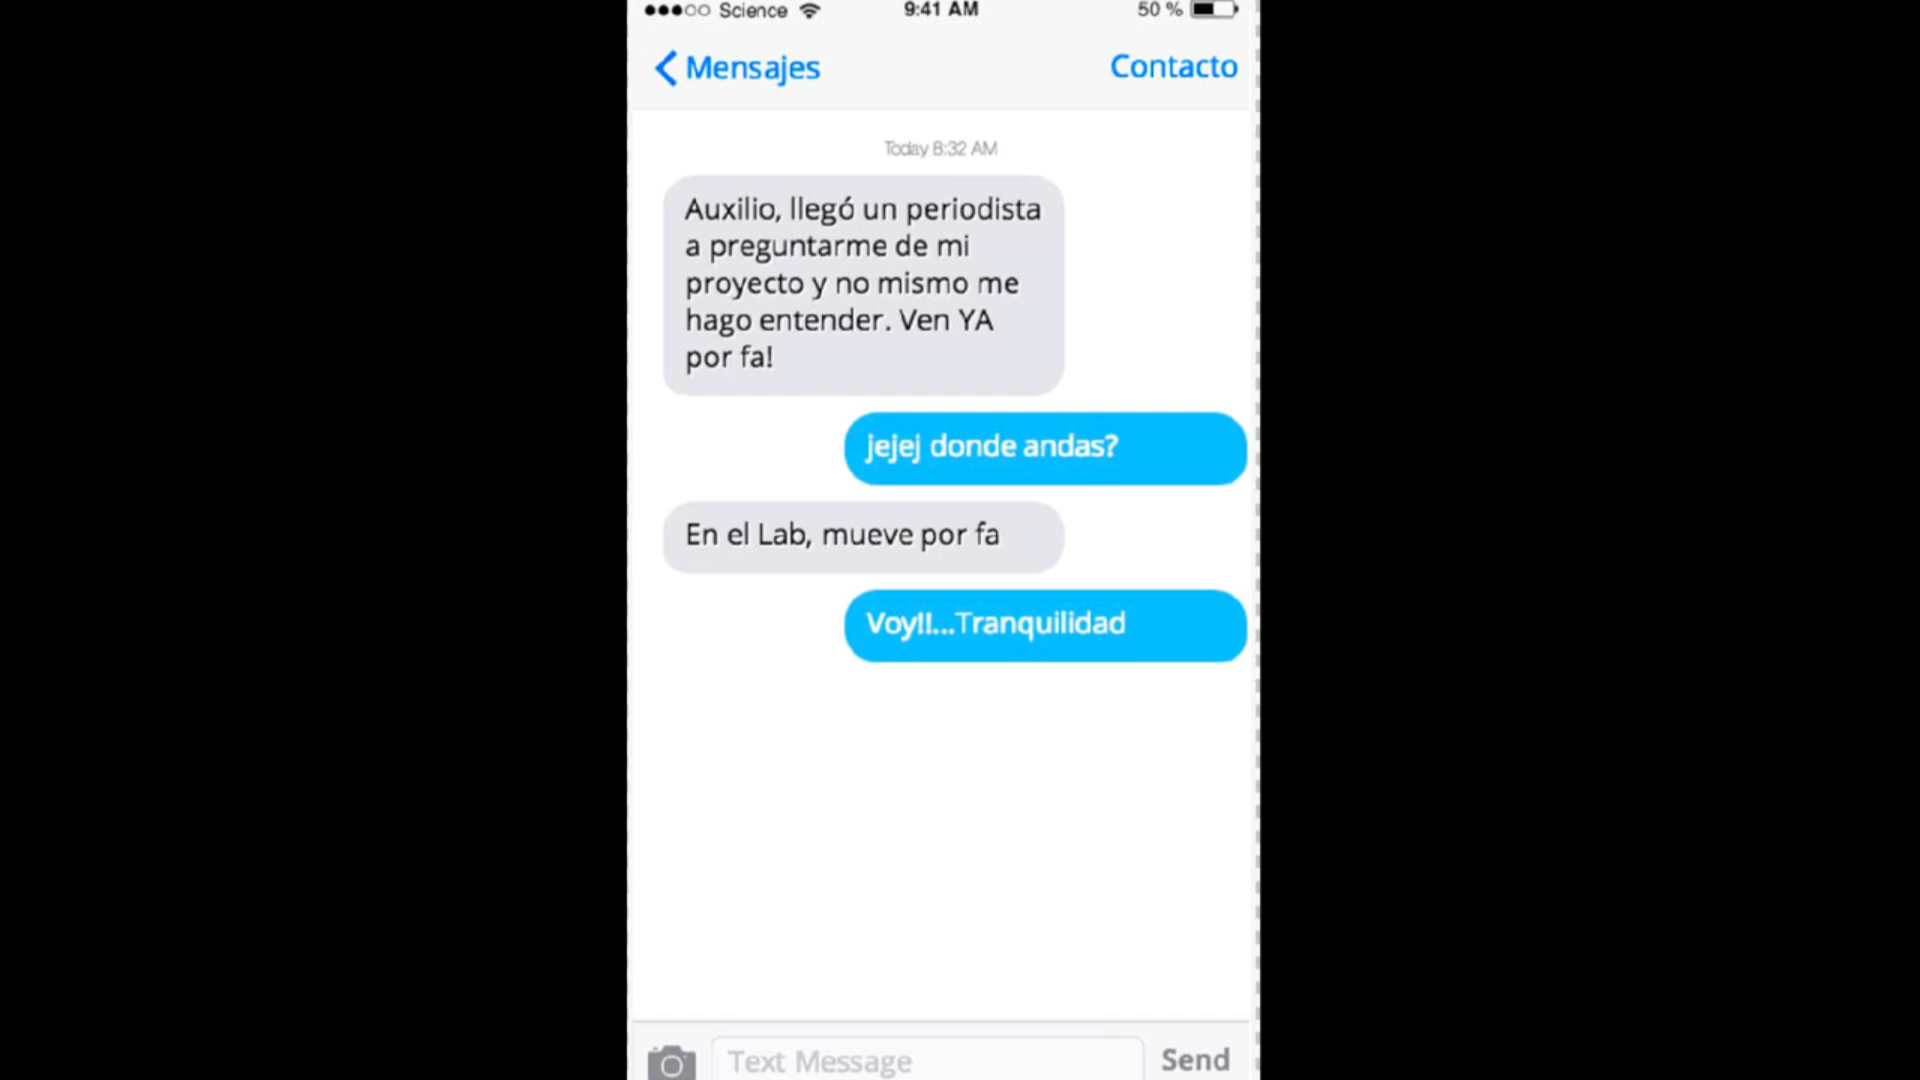 Science 9:41 AM 50 %
Mensajes Contacto
Today 8:32 AM
Auxilio, llegó un periodista
a preguntarme de mi
proyecto y no mismo me
hago entender. Ven YA
por fa!
jejej donde andas?
En el Lab, mueve por fa
Voy!!...Tranquilidad
Text Message Send